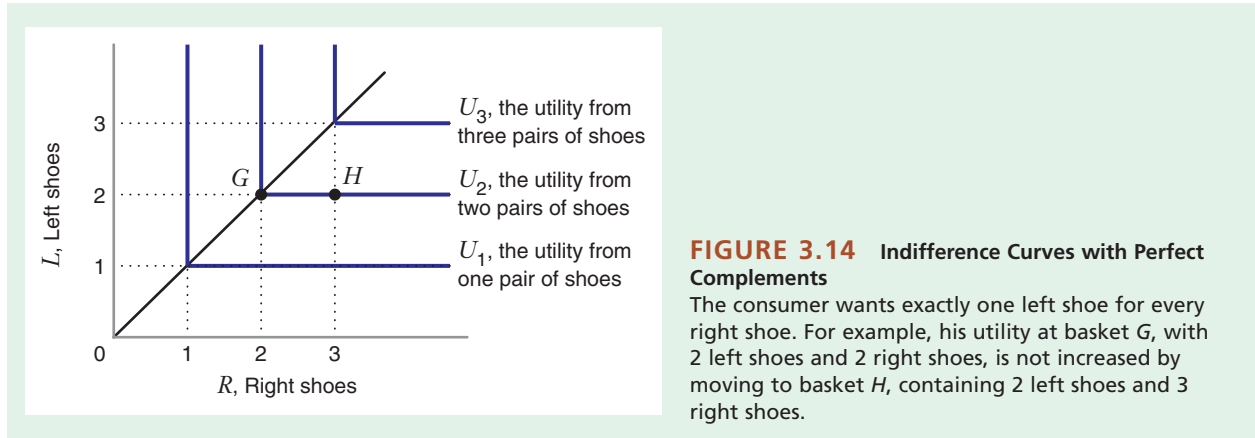 L, Left shoes
3
2
1
0
1 2 3
R, Right shoes
G
H
U3, the utility from
three pairs of shoes
U2, the utility from
two pairs of shoes
U1, the utility from
one pair of shoes
FIGURE 3.14 Indifference Curves with Perfect
Complements
The consumer wants exactly one left shoe for every
right shoe. For example, his utility at basket G, with
2 left shoes and 2 right shoes, is not increased by
moving to basket H, containing 2 left shoes and 3
right shoes.